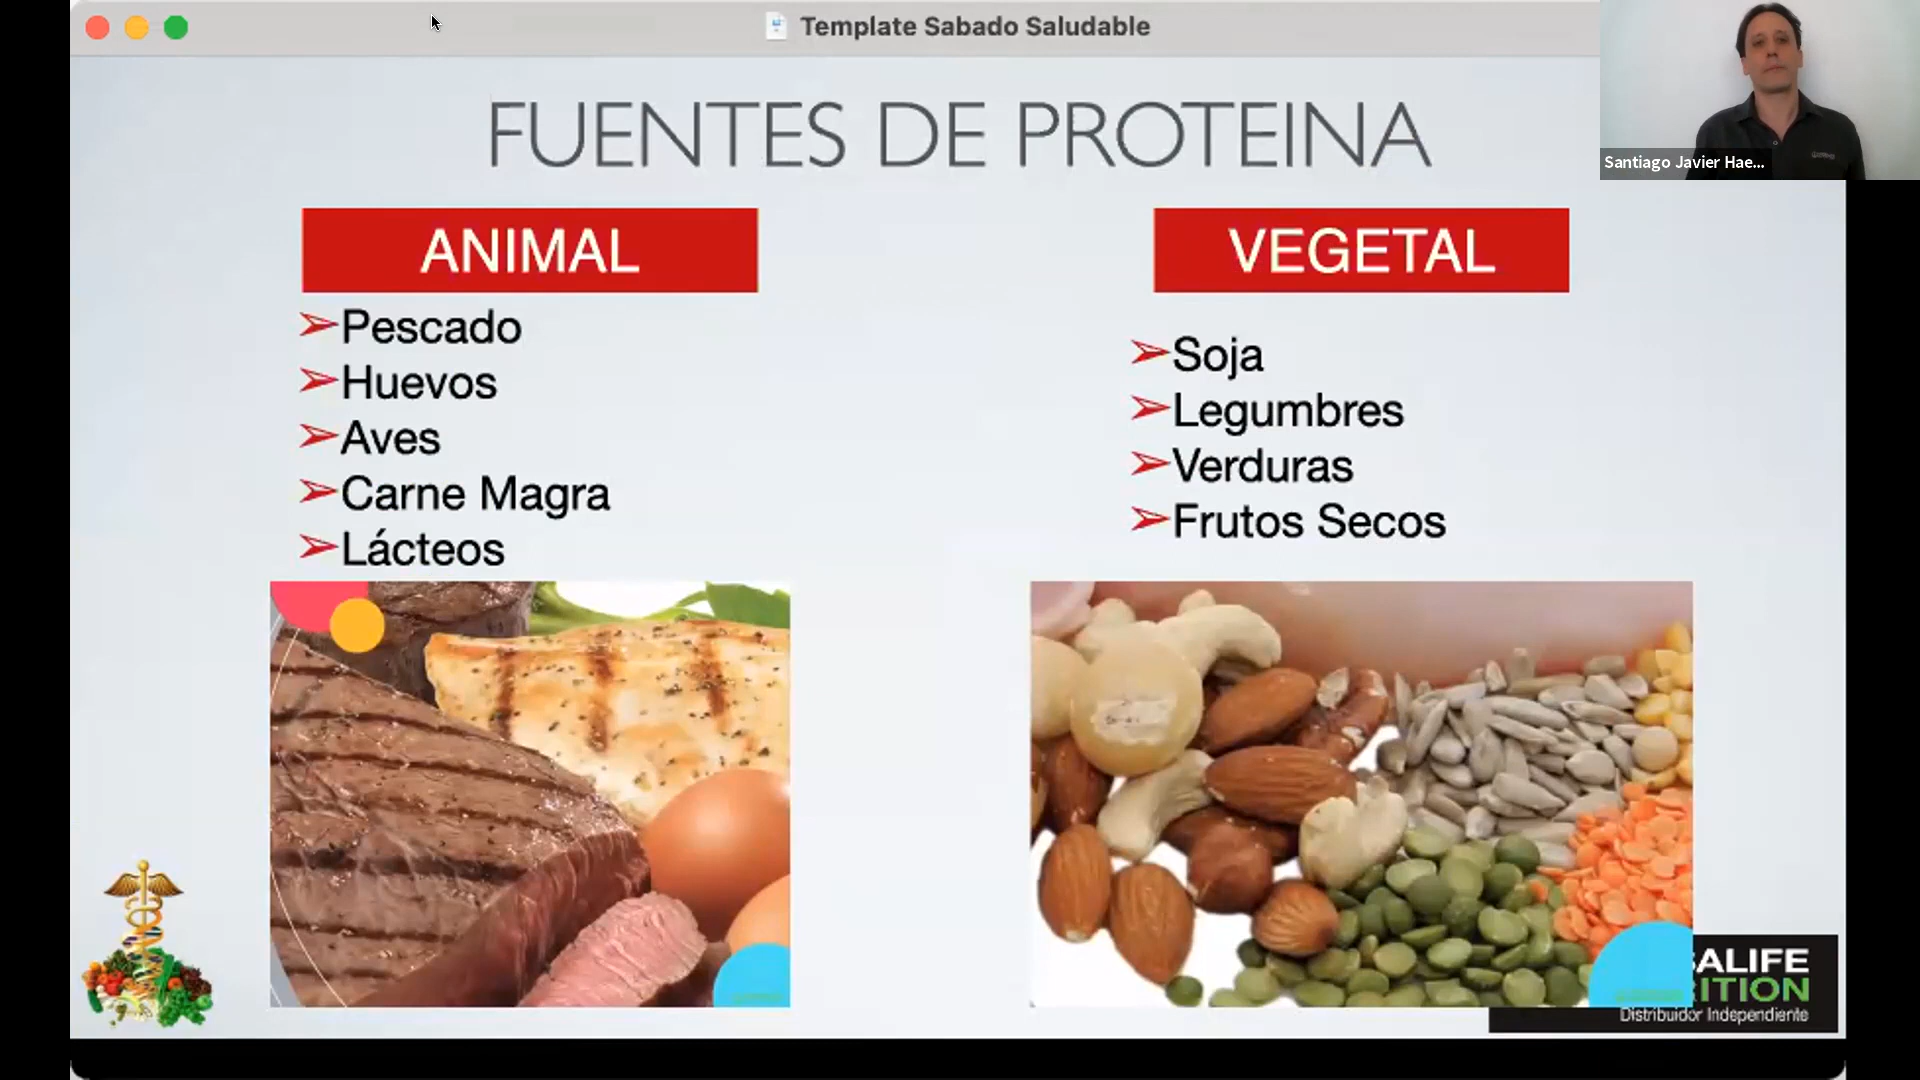 Template Sabado Saludable
Santiago Javier Hae...
FUENTES DE PROTEINA
ANIMAL
➢Pescado
➢Huevos
➢Aves
➢Carne Magra
➢Lácteos
VEGETAL
➢Soja
➢Legumbres
➢Verduras
➢Frutos Secos
ALIFE
ITION
Distribuidor Independiente